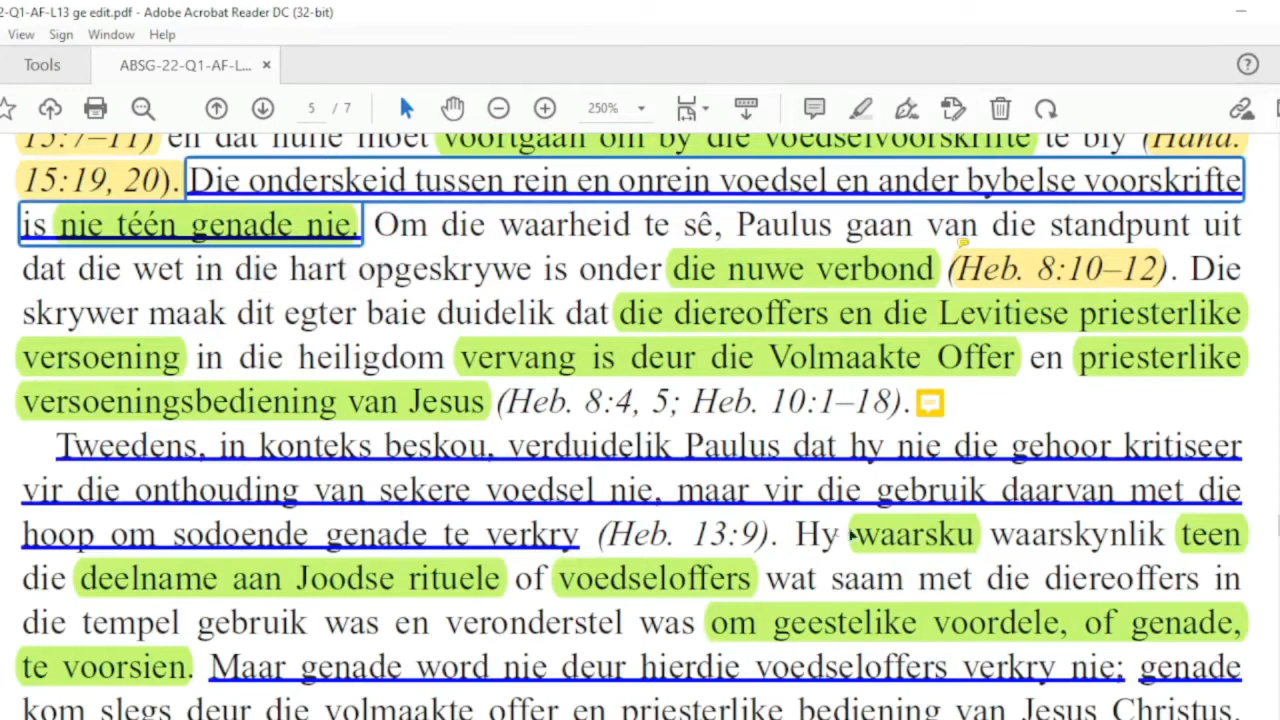 2-Q1-AF-L13 ge edit.pdf - Adobe Acrobat Reader DC (32-bit)
View Sign Window Help
Tools ABSG-22-Q1-AF-L... ×
5 / 7 250%
15:7–11) en dat hulle moet voortgaan om by die voedselvoorskrifte te bly (Hand.
15:19, 20). Die onderskeid tussen rein en onrein voedsel en ander bybelse voorskrifte
is nie téén genade nie. Om die waarheid te sê, Paulus gaan van die standpunt uit
dat die wet in die hart opgeskrywe is onder die nuwe verbond (Heb. 8:10–12). Die
skrywer maak dit egter baie duidelik dat die diereoffers en die Levitiese priesterlike
versoening in die heiligdom vervang is deur die Volmaakte Offer en priesterlike
versoeningsbediening van Jesus (Heb. 8:4, 5; Heb. 10:1–18).
Tweedens, in konteks beskou, verduidelik Paulus dat hy nie die gehoor kritiseer
vir die onthouding van sekere voedsel nie, maar vir die gebruik daarvan met die
hoop om sodoende genade te verkry (Heb. 13:9). Hy waarsku waarskynlik teen
die deelname aan Joodse rituele of voedseloffers wat saam met die diereoffers in
die tempel gebruik was en veronderstel was om geestelike voordele, of genade,
te voorsien. Maar genade word nie deur hierdie voedseloffers verkry nie; genade
kom slegs deur die volmaakte offer en priesterlike bediening van Jesus Christus,